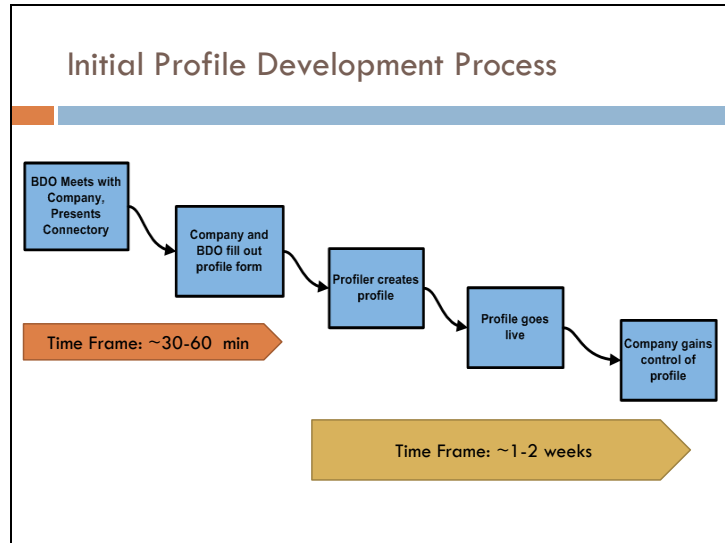 Initial Profile Development Process
BDO Meets with
Company,
Presents
Connectory
Company and
BDO fill out
profile form
Profiler creates
profile
Profile goes
live
Company gains
control of
profile
Time Frame: ~30-60 min
Time Frame: ~1-2 weeks